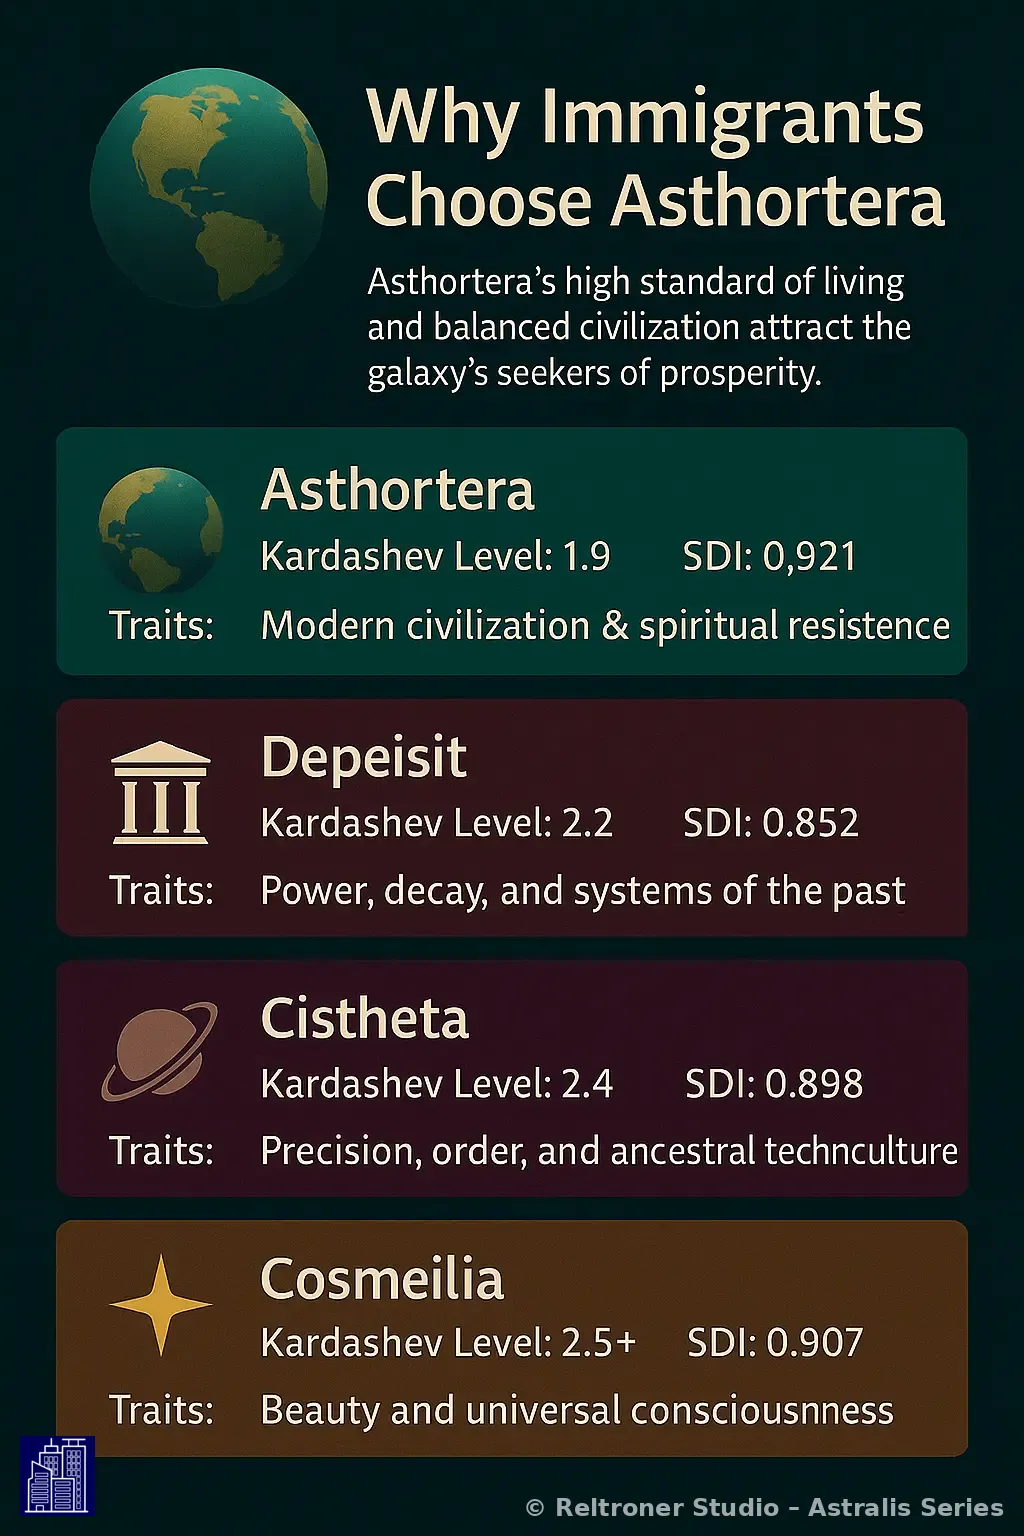 Why Immigrants
Choose Asthortera
Asthortera’s high standard of living
and balanced civilization attract the
galaxy’s seekers of prosperity.
Asthortera
Kardashev Level: 1.9 SDI: 0,921
Traits: Modern civilization & spiritual resistence
Depeisit
Kardashev Level: 2.2 SDI: 0.852
Traits: Power, decay, and systems of the past
Cistheta
Kardashev Level: 2.4 SDI: 0.898
Traits: Precision, order, and ancestral technculture
Cosmeilia
Kardashev Level: 2.5+ SDI: 0.907
Traits: Beauty and universal consciousnness
© Reltroner Studio – Astralis Series